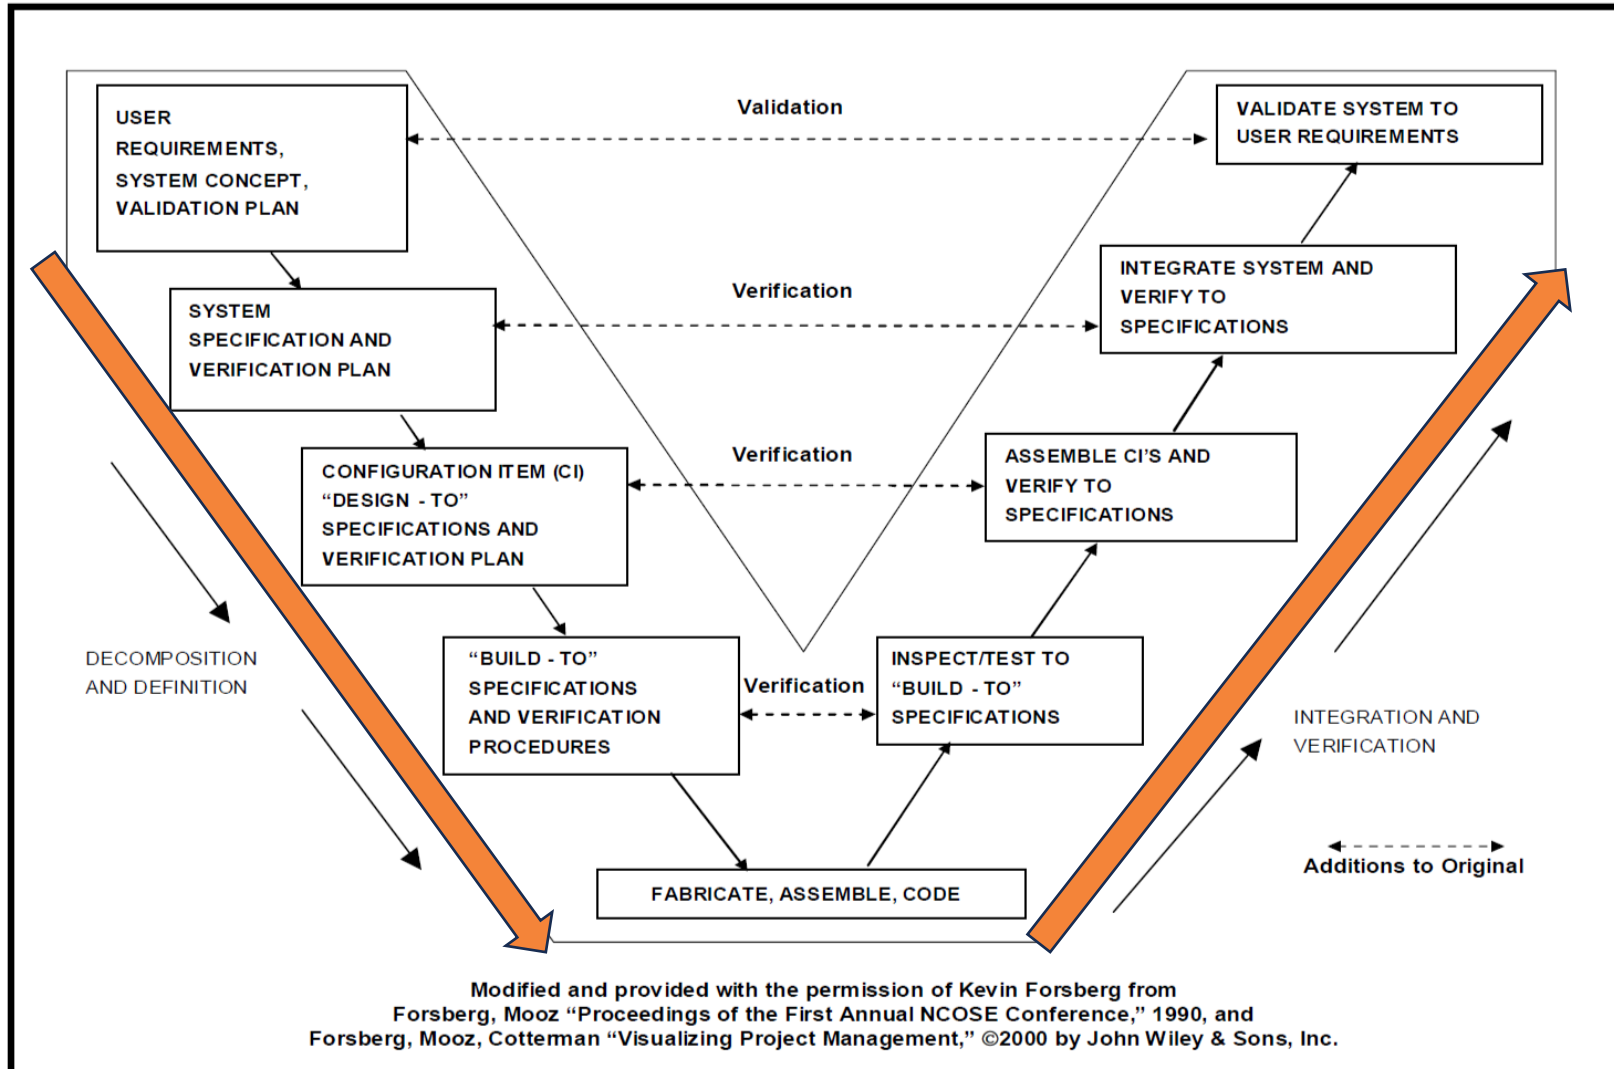 USER
REQUIREMENTS,
SYSTEM CONCEPT,
VALIDATION PLAN
Validation
VALIDATE SYSTEM TO
USER REQUIREMENTS
SYSTEM
SPECIFICATION AND
VERIFICATION PLAN
Verification
INTEGRATE SYSTEM AND
VERIFY TO
SPECIFICATIONS
CONFIGURATION ITEM (CI)
“DESIGN - TO”
SPECIFICATIONS AND
VERIFICATION PLAN
Verification
ASSEMBLE CI’S AND
VERIFY TO
SPECIFICATIONS
DECOMPOSITION
AND DEFINITION
“BUILD - TO”
SPECIFICATIONS
AND VERIFICATION
PROCEDURES
Verification
INSPECT/TEST TO
“BUILD - TO”
SPECIFICATIONS
INTEGRATION AND
VERIFICATION
FABRICATE, ASSEMBLE, CODE
Additions to Original
Modified and provided with the permission of Kevin Forsberg from
Forsberg, Mooz “Proceedings of the First Annual NCOSE Conference,” 1990, and
Forsberg, Mooz, Cotterman “Visualizing Project Management,” ©2000 by John Wiley & Sons, Inc.